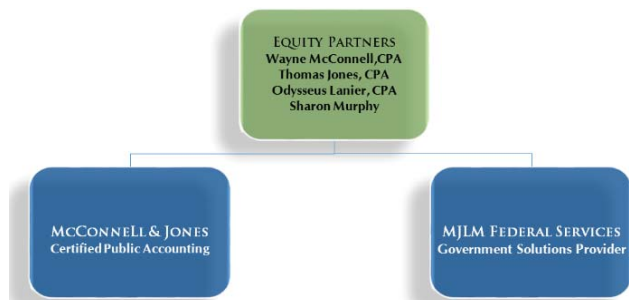 EQUITY PARTNERS
Wayne McConnell,CPA
Thomas Jones, CPA
Odysseus Lanier, CPA
Sharon Murphy
MCCONNELL & JONES
Certified Public Accounting
MJLM FEDERAL SERVICES
Government Solutions Provider